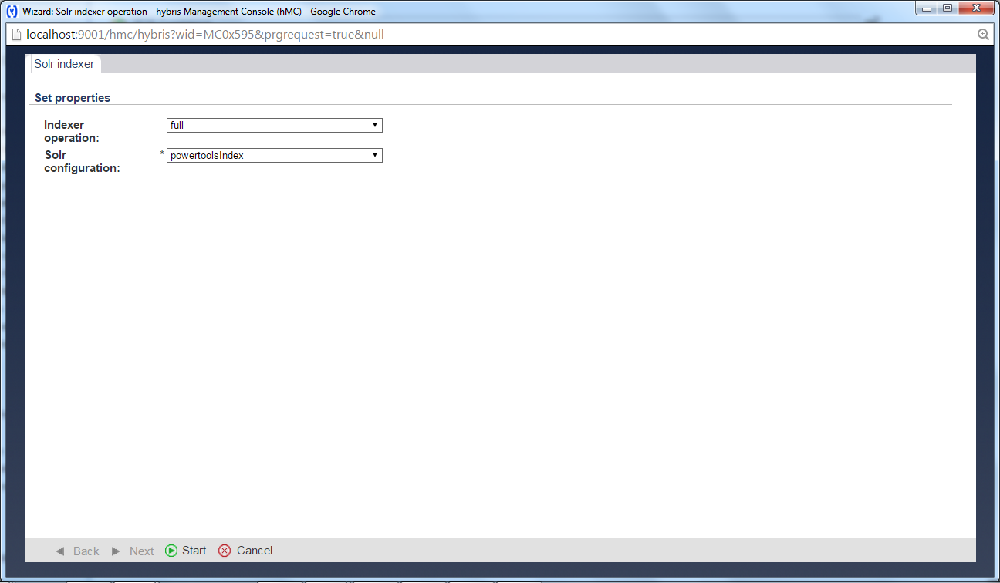 Wizard: Solr indexer operation - hybris Management Console (hMC) - Google Chrome
localhost:9001/hmc/hybris?wid=MC0x595&prgrequest=true&null
Solr indexer
Set properties
Indexer operation:
full
Solr configuration:
* powertoolsIndex
Back Next Start Cancel